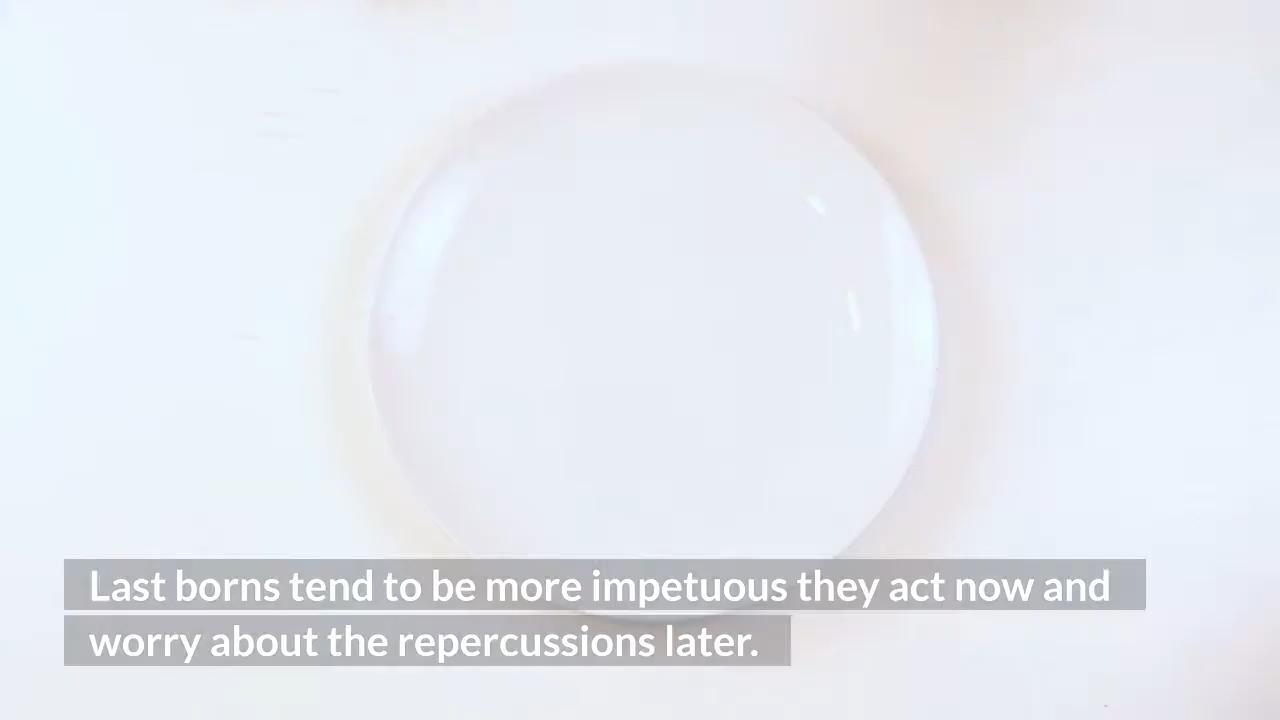 Last borns tend to be more impetuous they act now and
worry about the repercussions later.